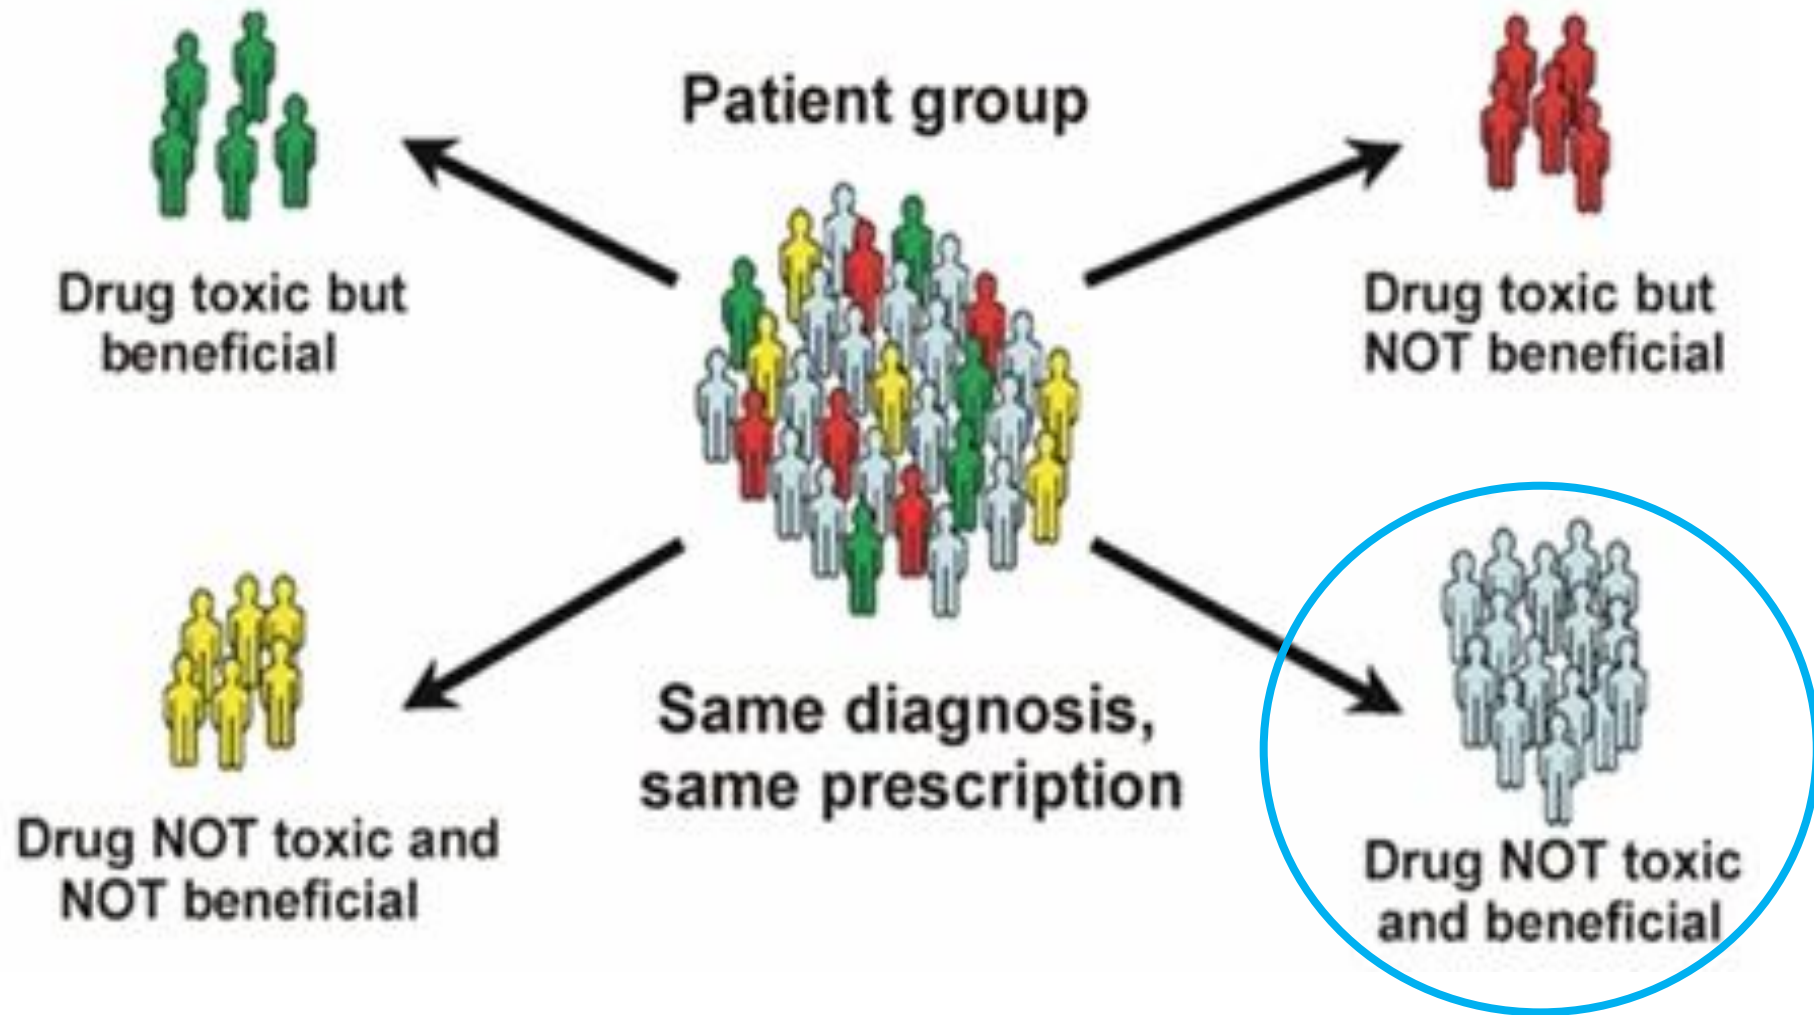 Patient group
Drug toxic but
beneficial
Drug toxic but
NOT beneficial
Same diagnosis,
same prescription
Drug NOT toxic and
NOT beneficial
Drug NOT toxic
and beneficial